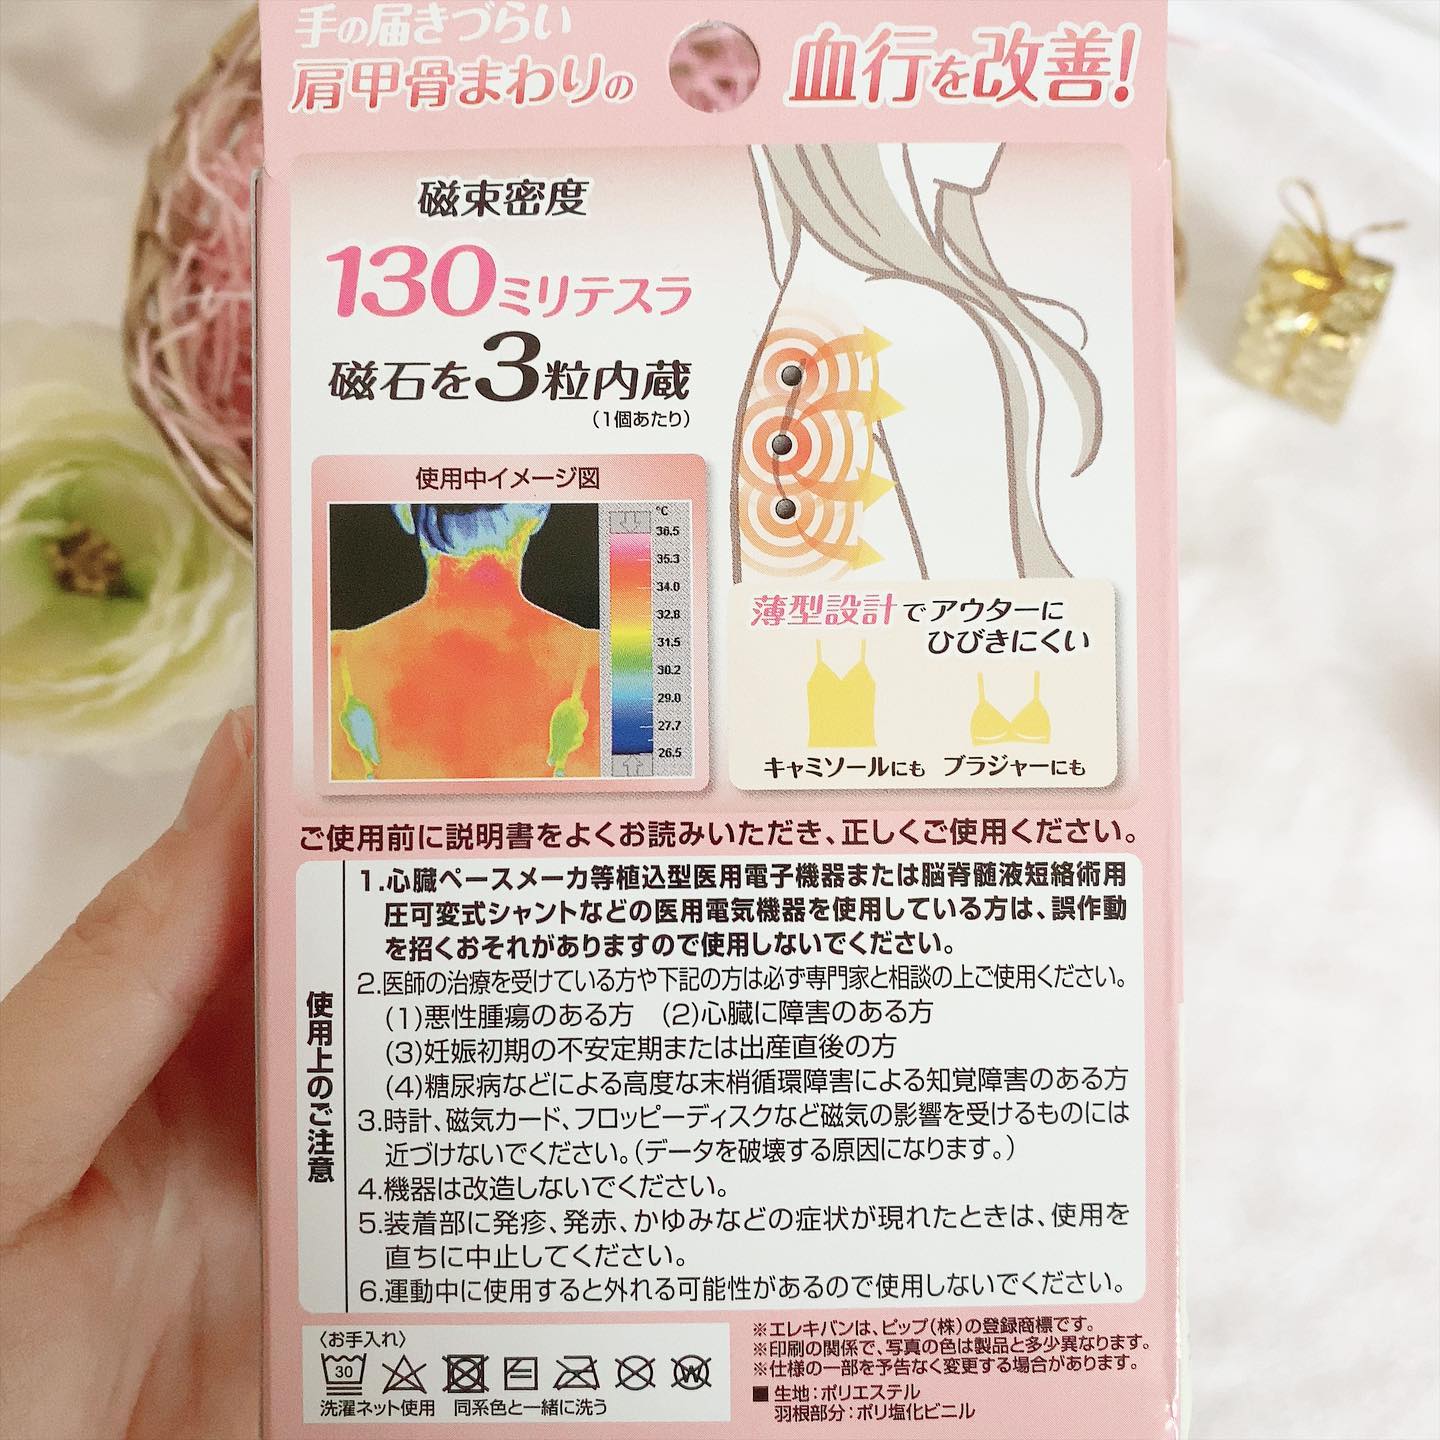 手の届きづらい
肩甲骨まわりの
血行を改善!
磁束密度
130ミリテスラ
磁石を3粒内蔵
(1個あたり)
使用中イメージ図
℃
36.5
35.3
34.0
32.8
31.5
30.2
29.0
27.7
26.5
薄型設計でアウターに
ひびきにくい
キャミソールにも ブラジャーにも
ご使用前に説明書をよくお読みいただき、正しくご使用ください。
使用上のご注意
1.心臓ペースメーカ等植込型医用電子機器または脳脊髄液短絡術用
圧可変式シャントなどの医用電気機器を使用している方は、誤作動
を招くおそれがありますので使用しないでください。
2.医師の治療を受けている方や下記の方は必ず専門家と相談の上ご使用ください。
(1)悪性腫瘍のある方 (2)心臓に障害のある方
(3)妊娠初期の不安定期または出産直後の方
(4)糖尿病などによる高度な末梢循環障害による知覚障害のある方
3.時計、磁気カード、フロッピーディスクなど磁気の影響を受けるものには
近づけないでください。(データを破壊する原因になります。)
4.機器は改造しないでください。
5.装着部に発疹、発赤、かゆみなどの症状が現れたときは、使用を
直ちに中止してください。
6.運動中に使用すると外れる可能性があるので使用しないでください。
〈お手入れ〉
30
W
洗濯ネット使用 同系色と一緒に洗う
※エレキバンは、ピップ(株)の登録商標です。
※印刷の関係で、写真の色は製品と多少異なります。
※仕様の一部を予告なく変更する場合があります。
■生地:ポリエステル
羽根部分:ポリ塩化ビニル